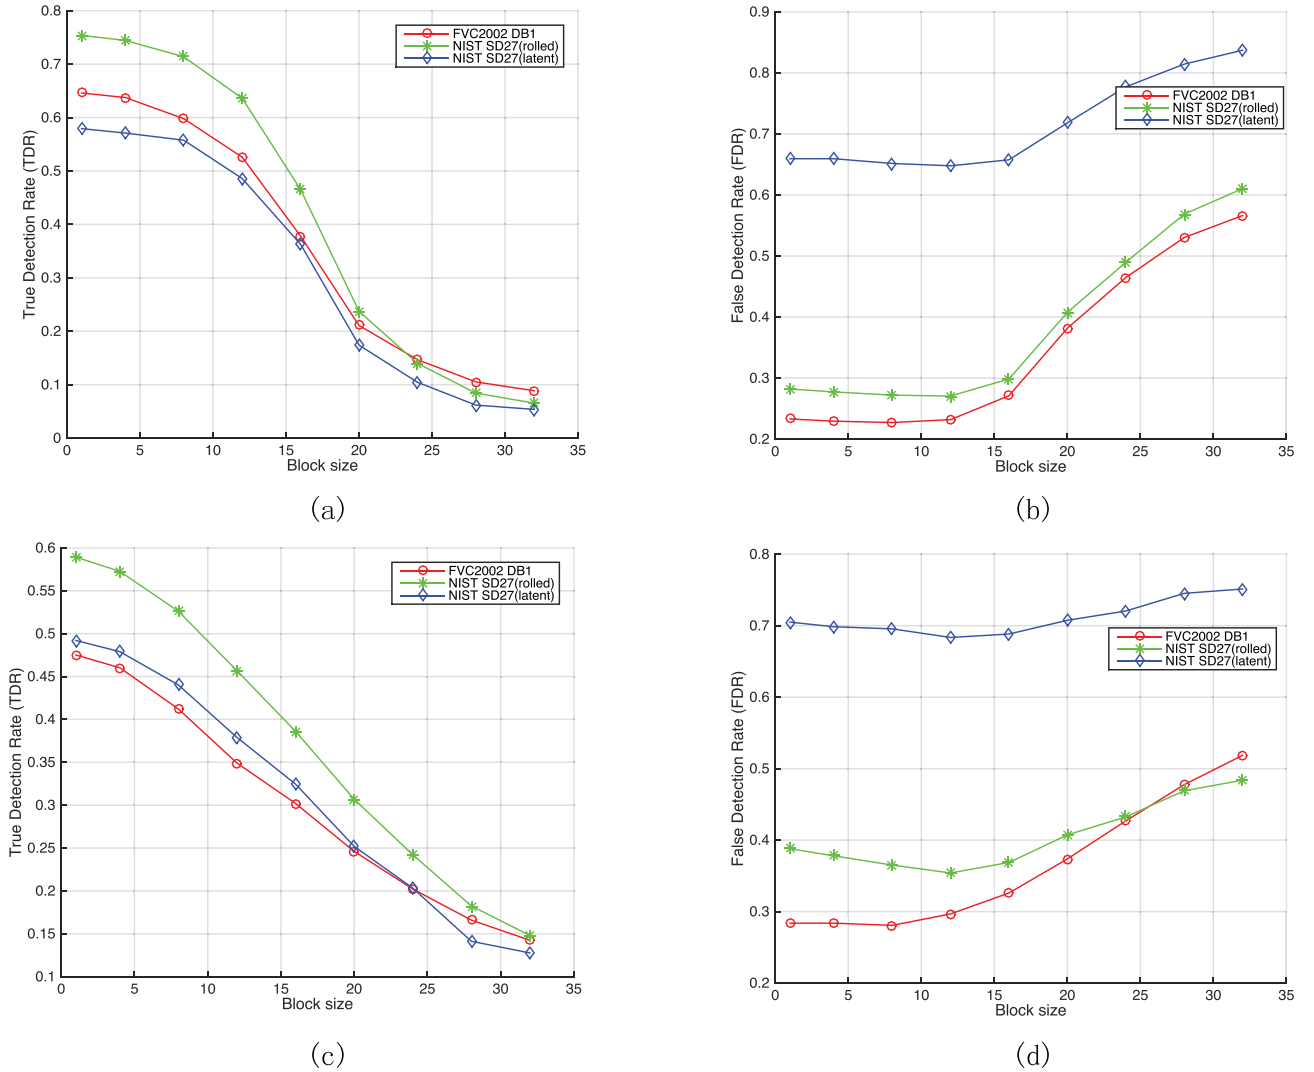 0.8
0.7
0.6
0.5
0.4
0.3
0.2
0.1
0
True Detection Rate (TDR)
0 5 10 15 20 25 30 35
Block size
FVC2002 DB1
NIST SD27(rolled)
NIST SD27(latent)
(a)
0.9
0.8
0.7
0.6
0.5
0.4
0.3
0.2
False Detection Rate (FDR)
0 5 10 15 20 25 30 35
Block size
FVC2002 DB1
NIST SD27(rolled)
NIST SD27(latent)
(b)
0.6
0.55
0.5
0.45
0.4
0.35
0.3
0.25
0.2
0.15
0.1
True Detection Rate (TDR)
0 5 10 15 20 25 30 35
Block size
FVC2002 DB1
NIST SD27(rolled)
NIST SD27(latent)
(c)
0.8
0.7
0.6
0.5
0.4
0.3
0.2
False Detection Rate (FDR)
0 5 10 15 20 25 30 35
Block size
FVC2002 DB1
NIST SD27(rolled)
NIST SD27(latent)
(d)